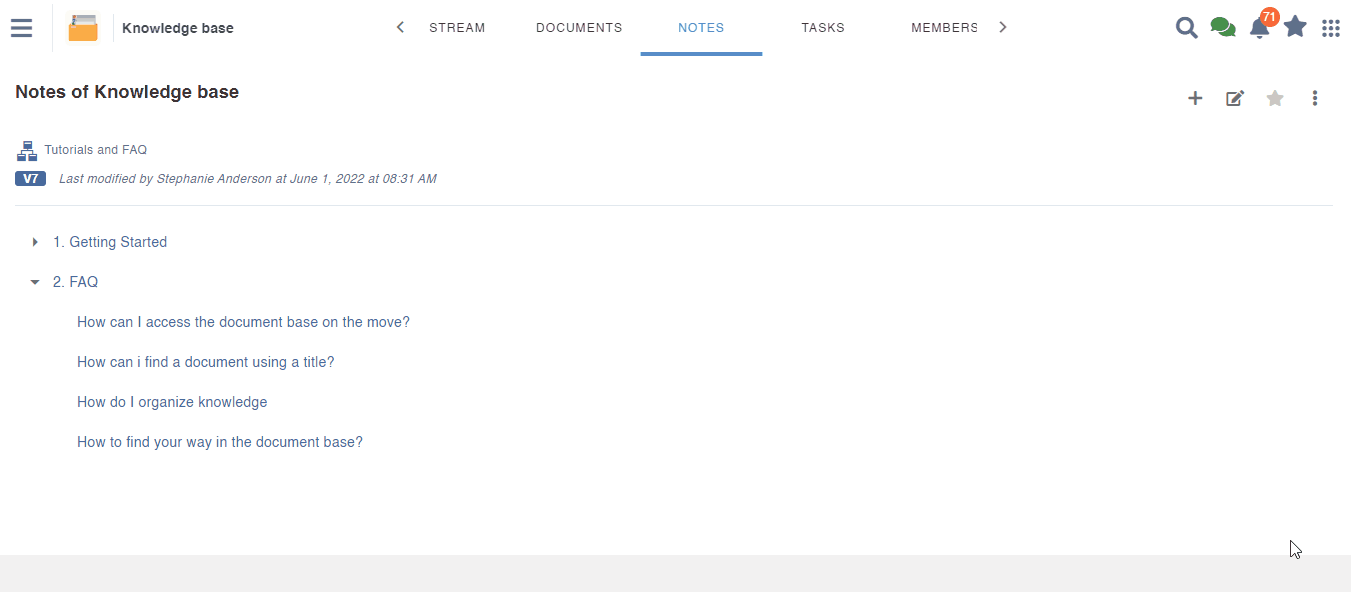 Knowledge base
STREAM
DOCUMENTS
NOTES
TASKS
MEMBERS
71
Notes of Knowledge base
Tutorials and FAQ
V7 Last modified by Stephanie Anderson at June 1, 2022 at 08:31 AM
1. Getting Started
2. FAQ
How can I access the document base on the move?
How can i find a document using a title?
How do I organize knowledge
How to find your way in the document base?